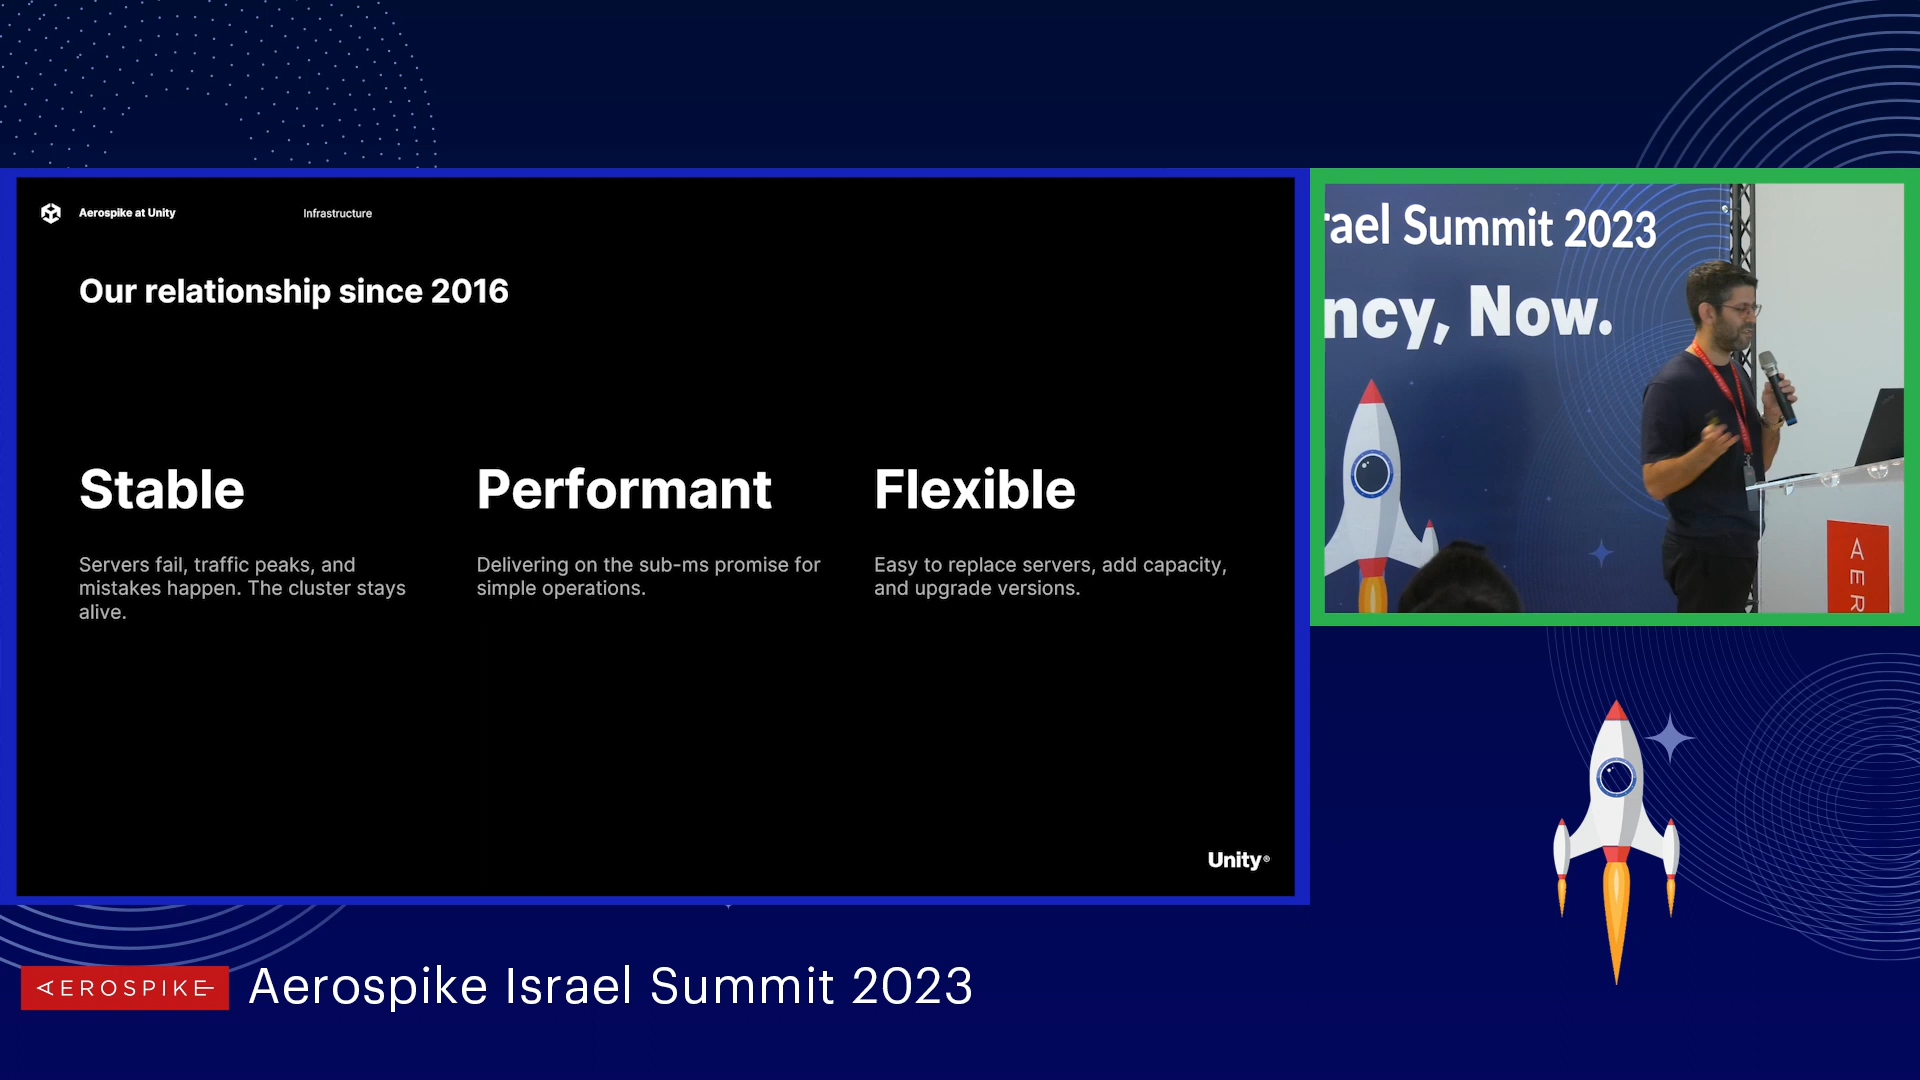 Aerospike at Unity
Infrastructure
Our relationship since 2016
Stable
Servers fail, traffic peaks, and
mistakes happen. The cluster stays
alive.
Performant
Delivering on the sub-ms promise for
simple operations.
Flexible
Easy to replace servers, add capacity,
and upgrade versions.
Unity®
rael Summit 2023
ncy, Now.
AER
AEROSPIKE
Aerospike Israel Summit 2023